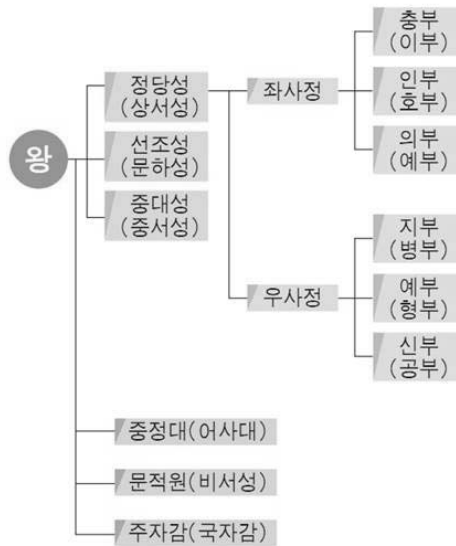 왕
정당성
(상서성)
선조성
(문하성)
중대성
(중서성)
좌사정
우사정
충부
(이부)
인부
(호부)
의부
(예부)
지부
(병부)
예부
(형부)
신부
(공부)
중정대(어사대)
문적원(비서성)
주자감(국자감)